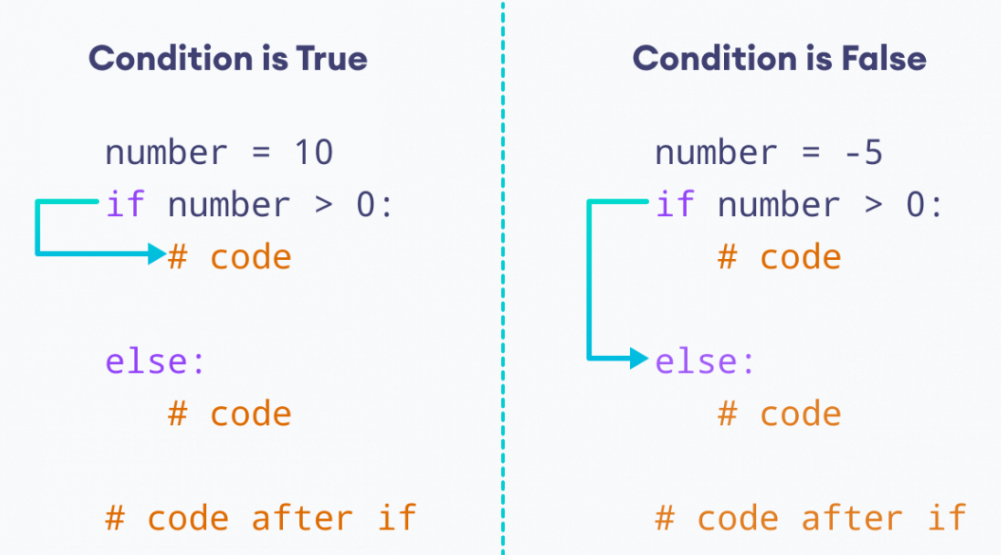 Condition is True
number = 10
if number > 0:
    # code
else:
    # code
# code after if
Condition is False
number = -5
if number > 0:
    # code
else:
    # code
# code after if